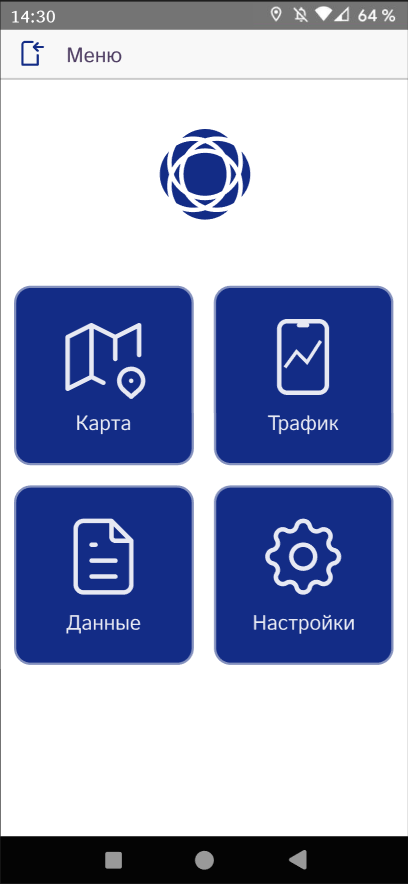 14:30
64 %
Меню
Карта
Трафик
Данные
Настройки